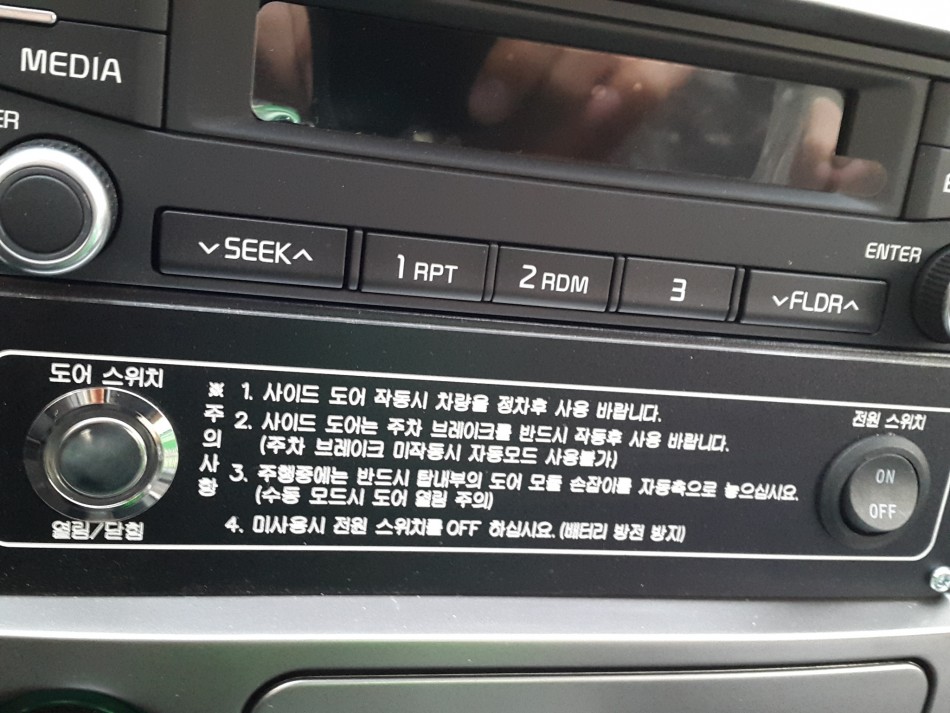 MEDIA
ER
∨SEEK∧
1 RPT
2 RDM
3
∨FLDR∧
ENTER
도어 스위치
열림/닫힘
※주의사항
1. 사이드 도어 작동시 차량을 정차후 사용 바랍니다.
2. 사이드 도어는 주차 브레이크를 반드시 작동후 사용 바랍니다.
(주차 브레이크 미작동시 자동모드 사용불가)
3. 주행중에는 반드시 탑내부의 도어 모듈 손잡이를 자동측으로 놓으십시요.
(수동 모드시 도어 열림 주의)
4. 미사용시 전원 스위치를 OFF 하십시요. (배터리 방전 방지)
전원 스위치
ON
OFF